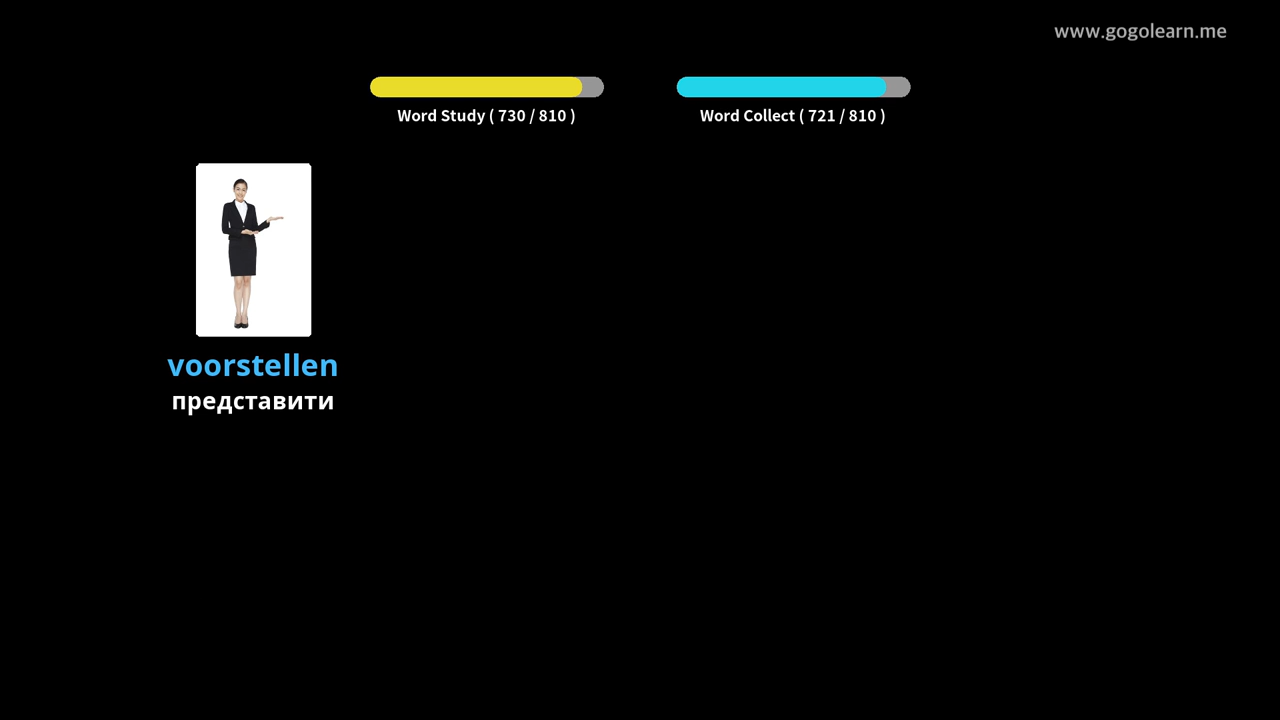 www.gogolearn.me
Word Study ( 730 / 810 )
Word Collect ( 721 / 810 )
voorstellen
представити